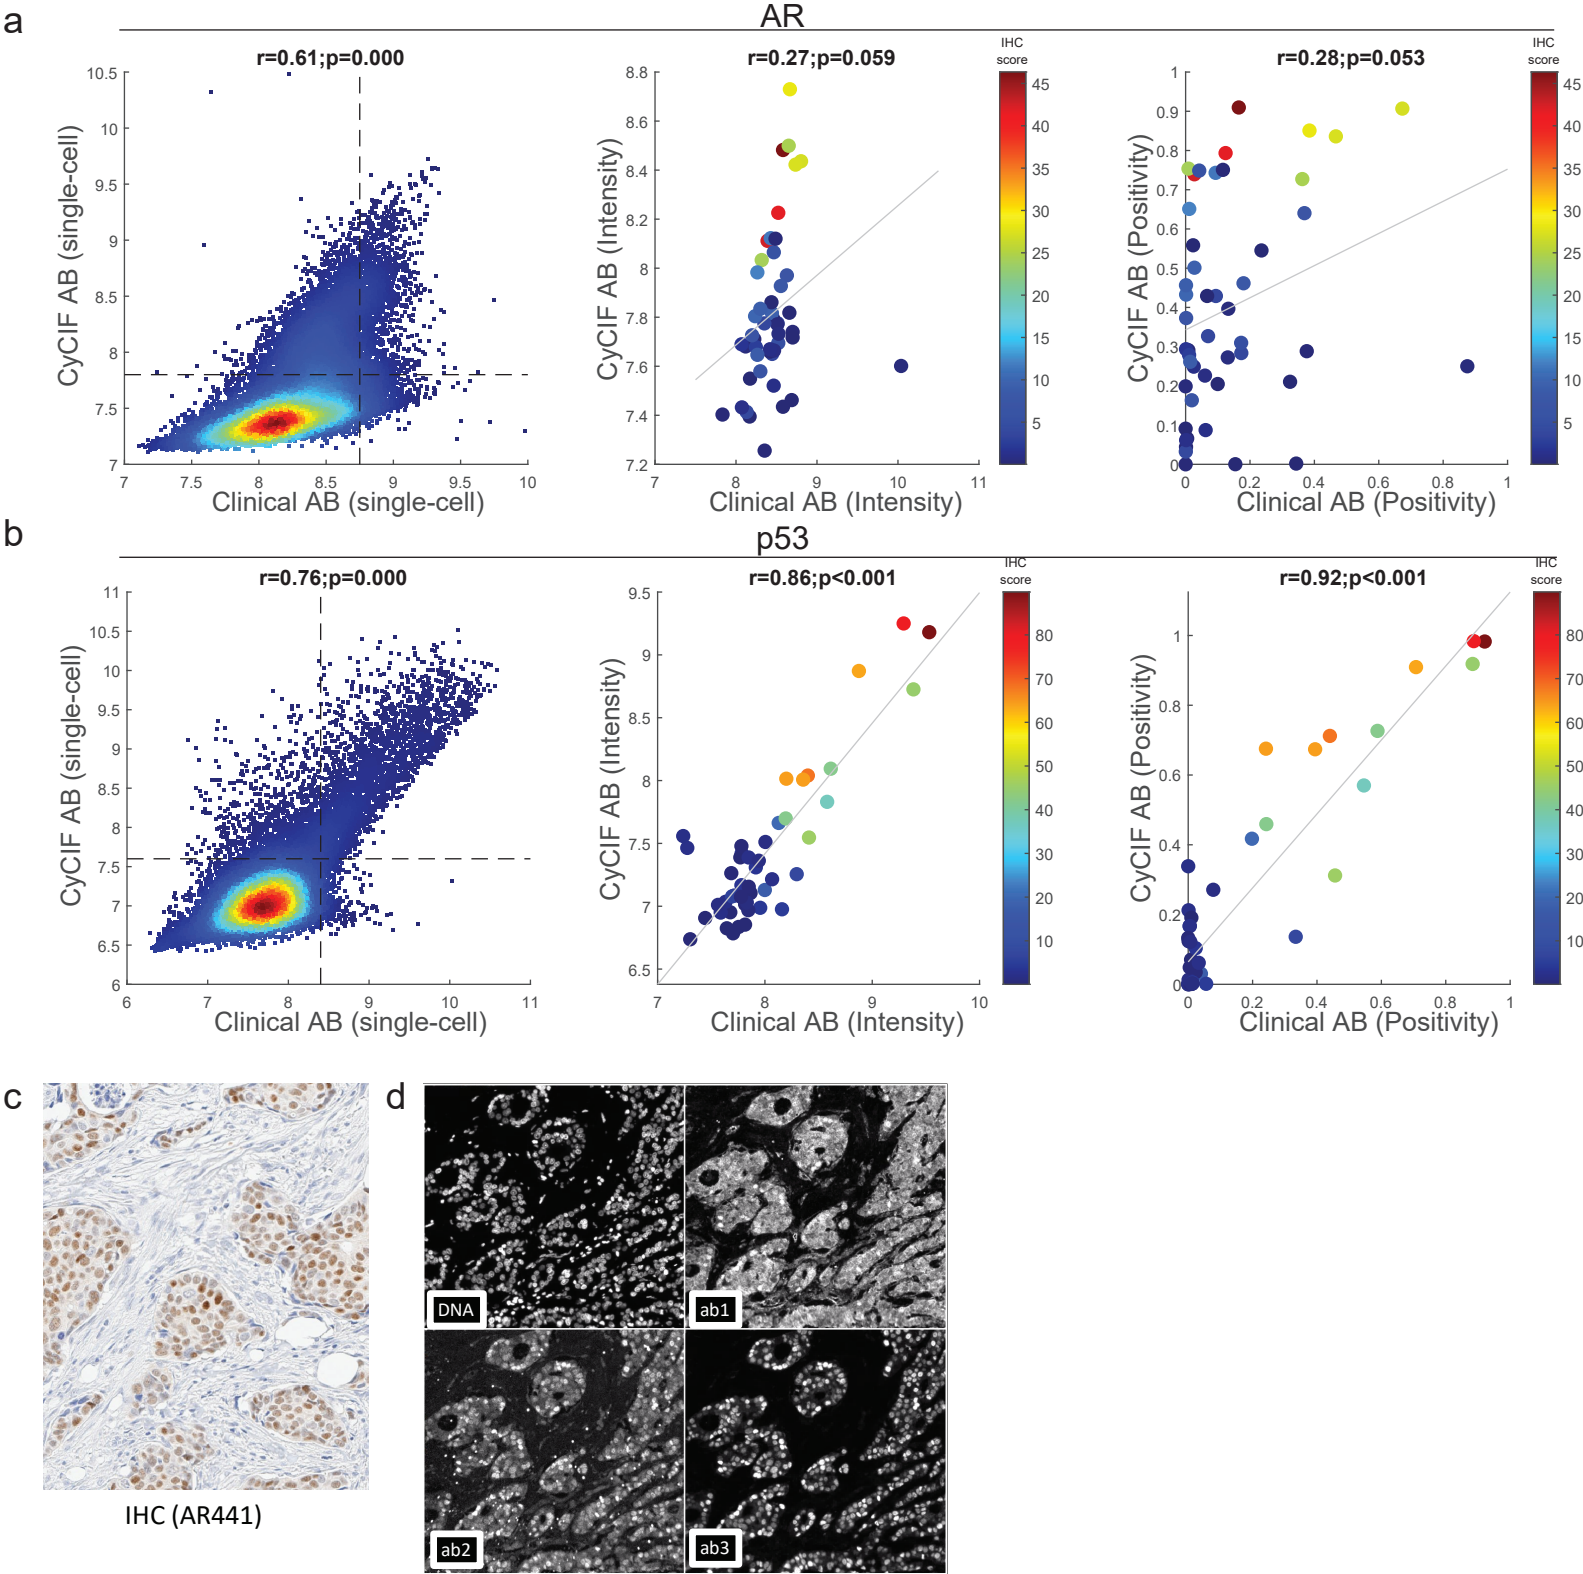 a
AR
r=0.61;p=0.000
CyCIF AB (single-cell)
10.5
10
9.5
9
8.5
8
7.5
7
7 7.5 8 8.5 9 9.5 10
Clinical AB (single-cell)
r=0.27;p=0.059
CyCIF AB (Intensity)
8.8
8.6
8.4
8.2
8
7.8
7.6
7.4
7.2
7 8 9 10 11
Clinical AB (Intensity)
IHC
score
45
40
35
30
25
20
15
10
5
r=0.28;p=0.053
CyCIF AB (Positivity)
1
0.9
0.8
0.7
0.6
0.5
0.4
0.3
0.2
0.1
0
0 0.2 0.4 0.6 0.8 1
Clinical AB (Positivity)
IHC
score
45
40
35
30
25
20
15
10
5
b
p53
r=0.76;p=0.000
CyCIF AB (single-cell)
11
10.5
10
9.5
9
8.5
8
7.5
7
6.5
6
6 7 8 9 10 11
Clinical AB (single-cell)
r=0.86;p<0.001
CyCIF AB (Intensity)
9.5
9
8.5
8
7.5
7
6.5
7 8 9 10
Clinical AB (Intensity)
IHC
score
80
70
60
50
40
30
20
10
r=0.92;p<0.001
CyCIF AB (Positivity)
1
0.8
0.6
0.4
0.2
0
0 0.2 0.4 0.6 0.8 1
Clinical AB (Positivity)
IHC
score
80
70
60
50
40
30
20
10
c
IHC (AR441)
d
DNA
ab1
ab2
ab3